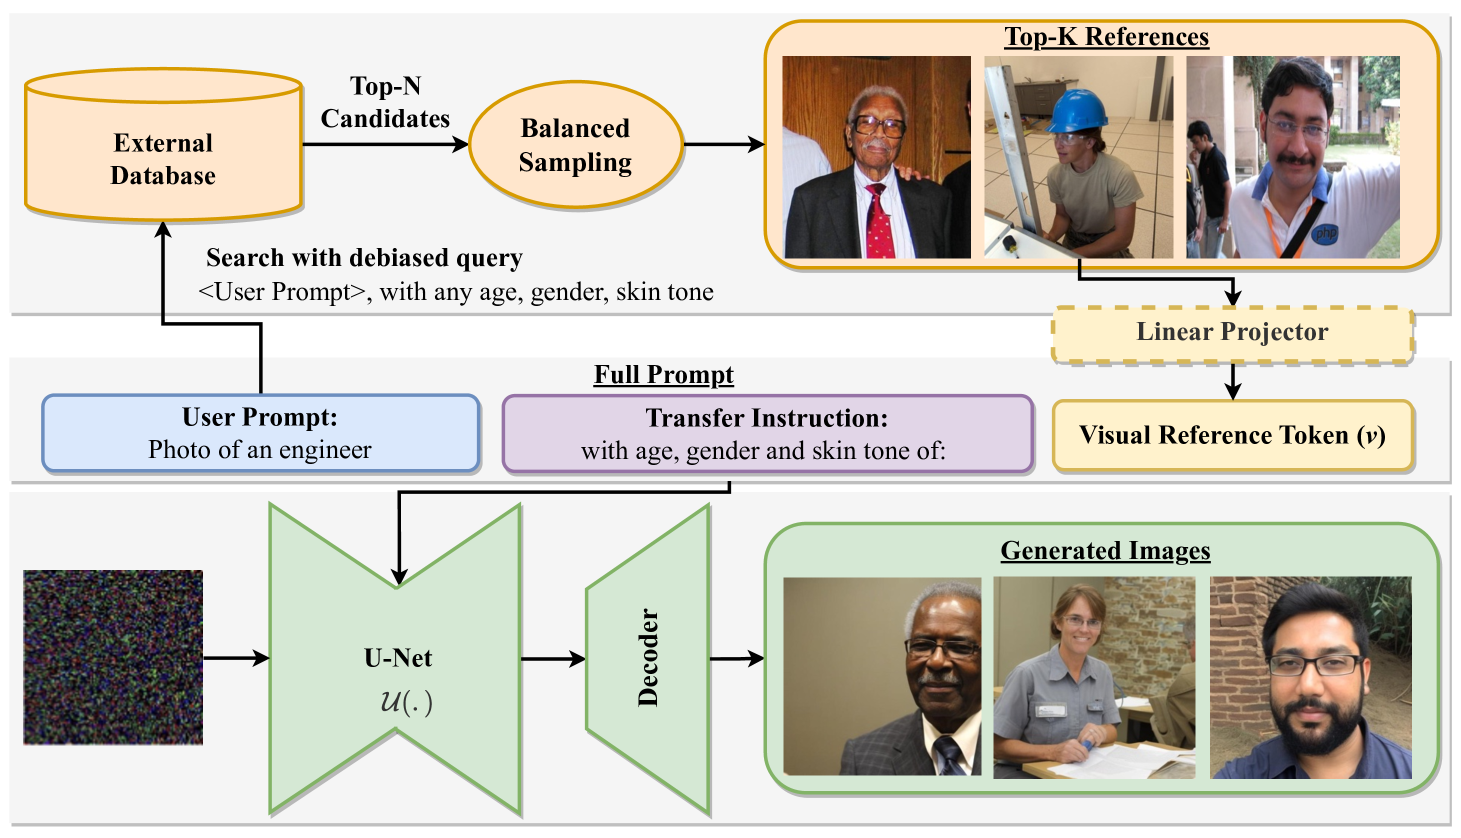 Top-K References
Top-N
Candidates
External
Database
Balanced
Sampling
php
Search with debiased query
<User Prompt>, with any age, gender, skin tone
Linear Projector
Full Prompt
User Prompt:
Photo of an engineer
Transfer Instruction:
with age, gender and skin tone of:
Visual Reference Token (v)
Generated Images
U-Net
𝒰(.)
Decoder